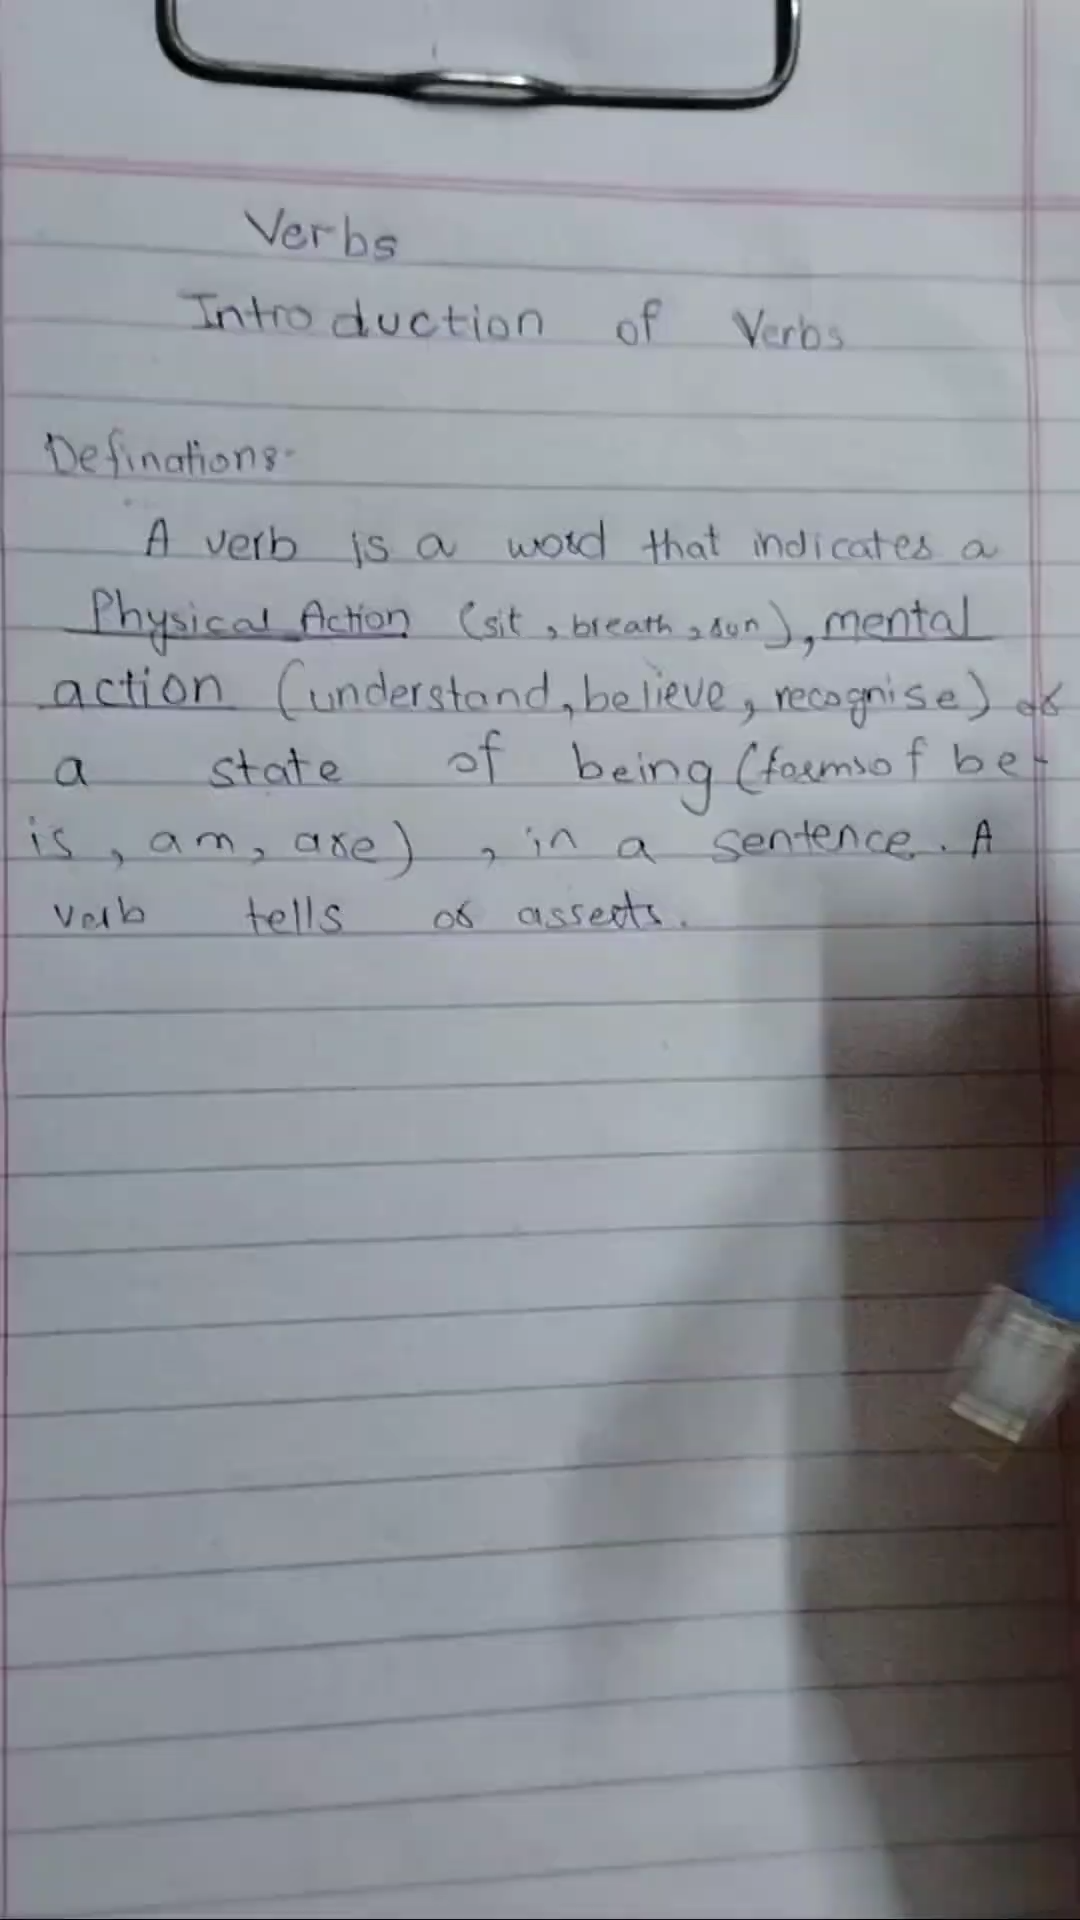 Verbs
Introduction of Verbs
Definations-
A verb is a word that indicates a
Physical Action (sit, breath, run), mental
action (understand, believe, recognise) or
a state of being (forms of be-
is, am, are) , in a sentence. A
verb tells or asserts.